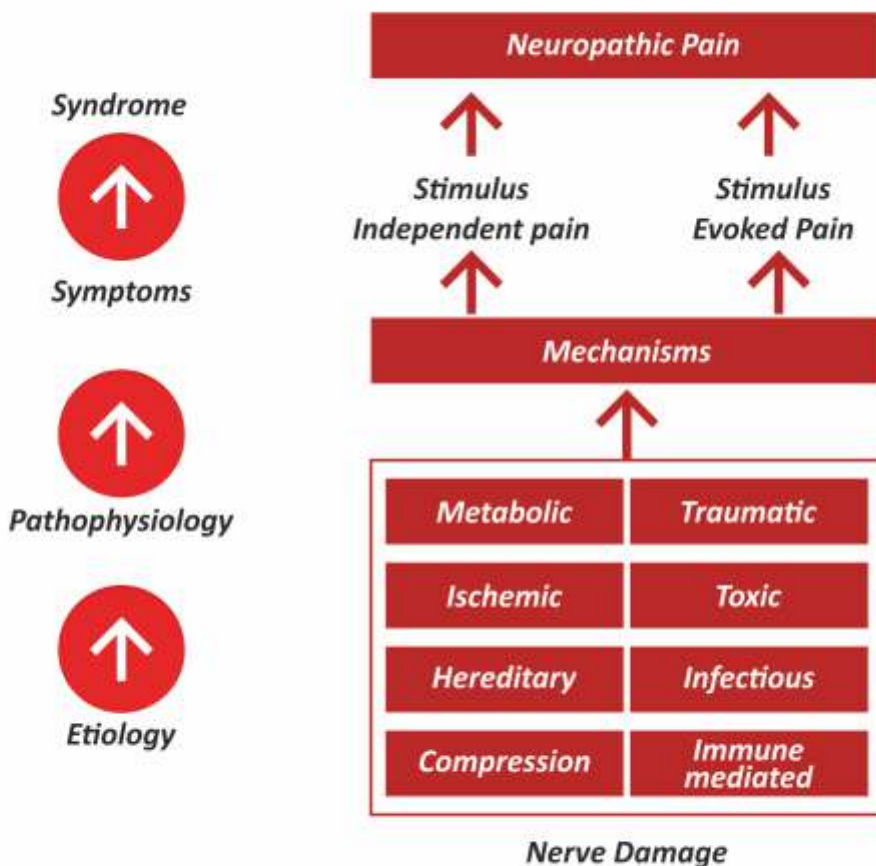 Syndrome
Symptoms
Pathophysiology
Etiology
Neuropathic Pain
Stimulus
Independent pain
Stimulus
Evoked Pain
Mechanisms
Metabolic
Traumatic
Ischemic
Toxic
Hereditary
Infectious
Compression
Immune
mediated
Nerve Damage